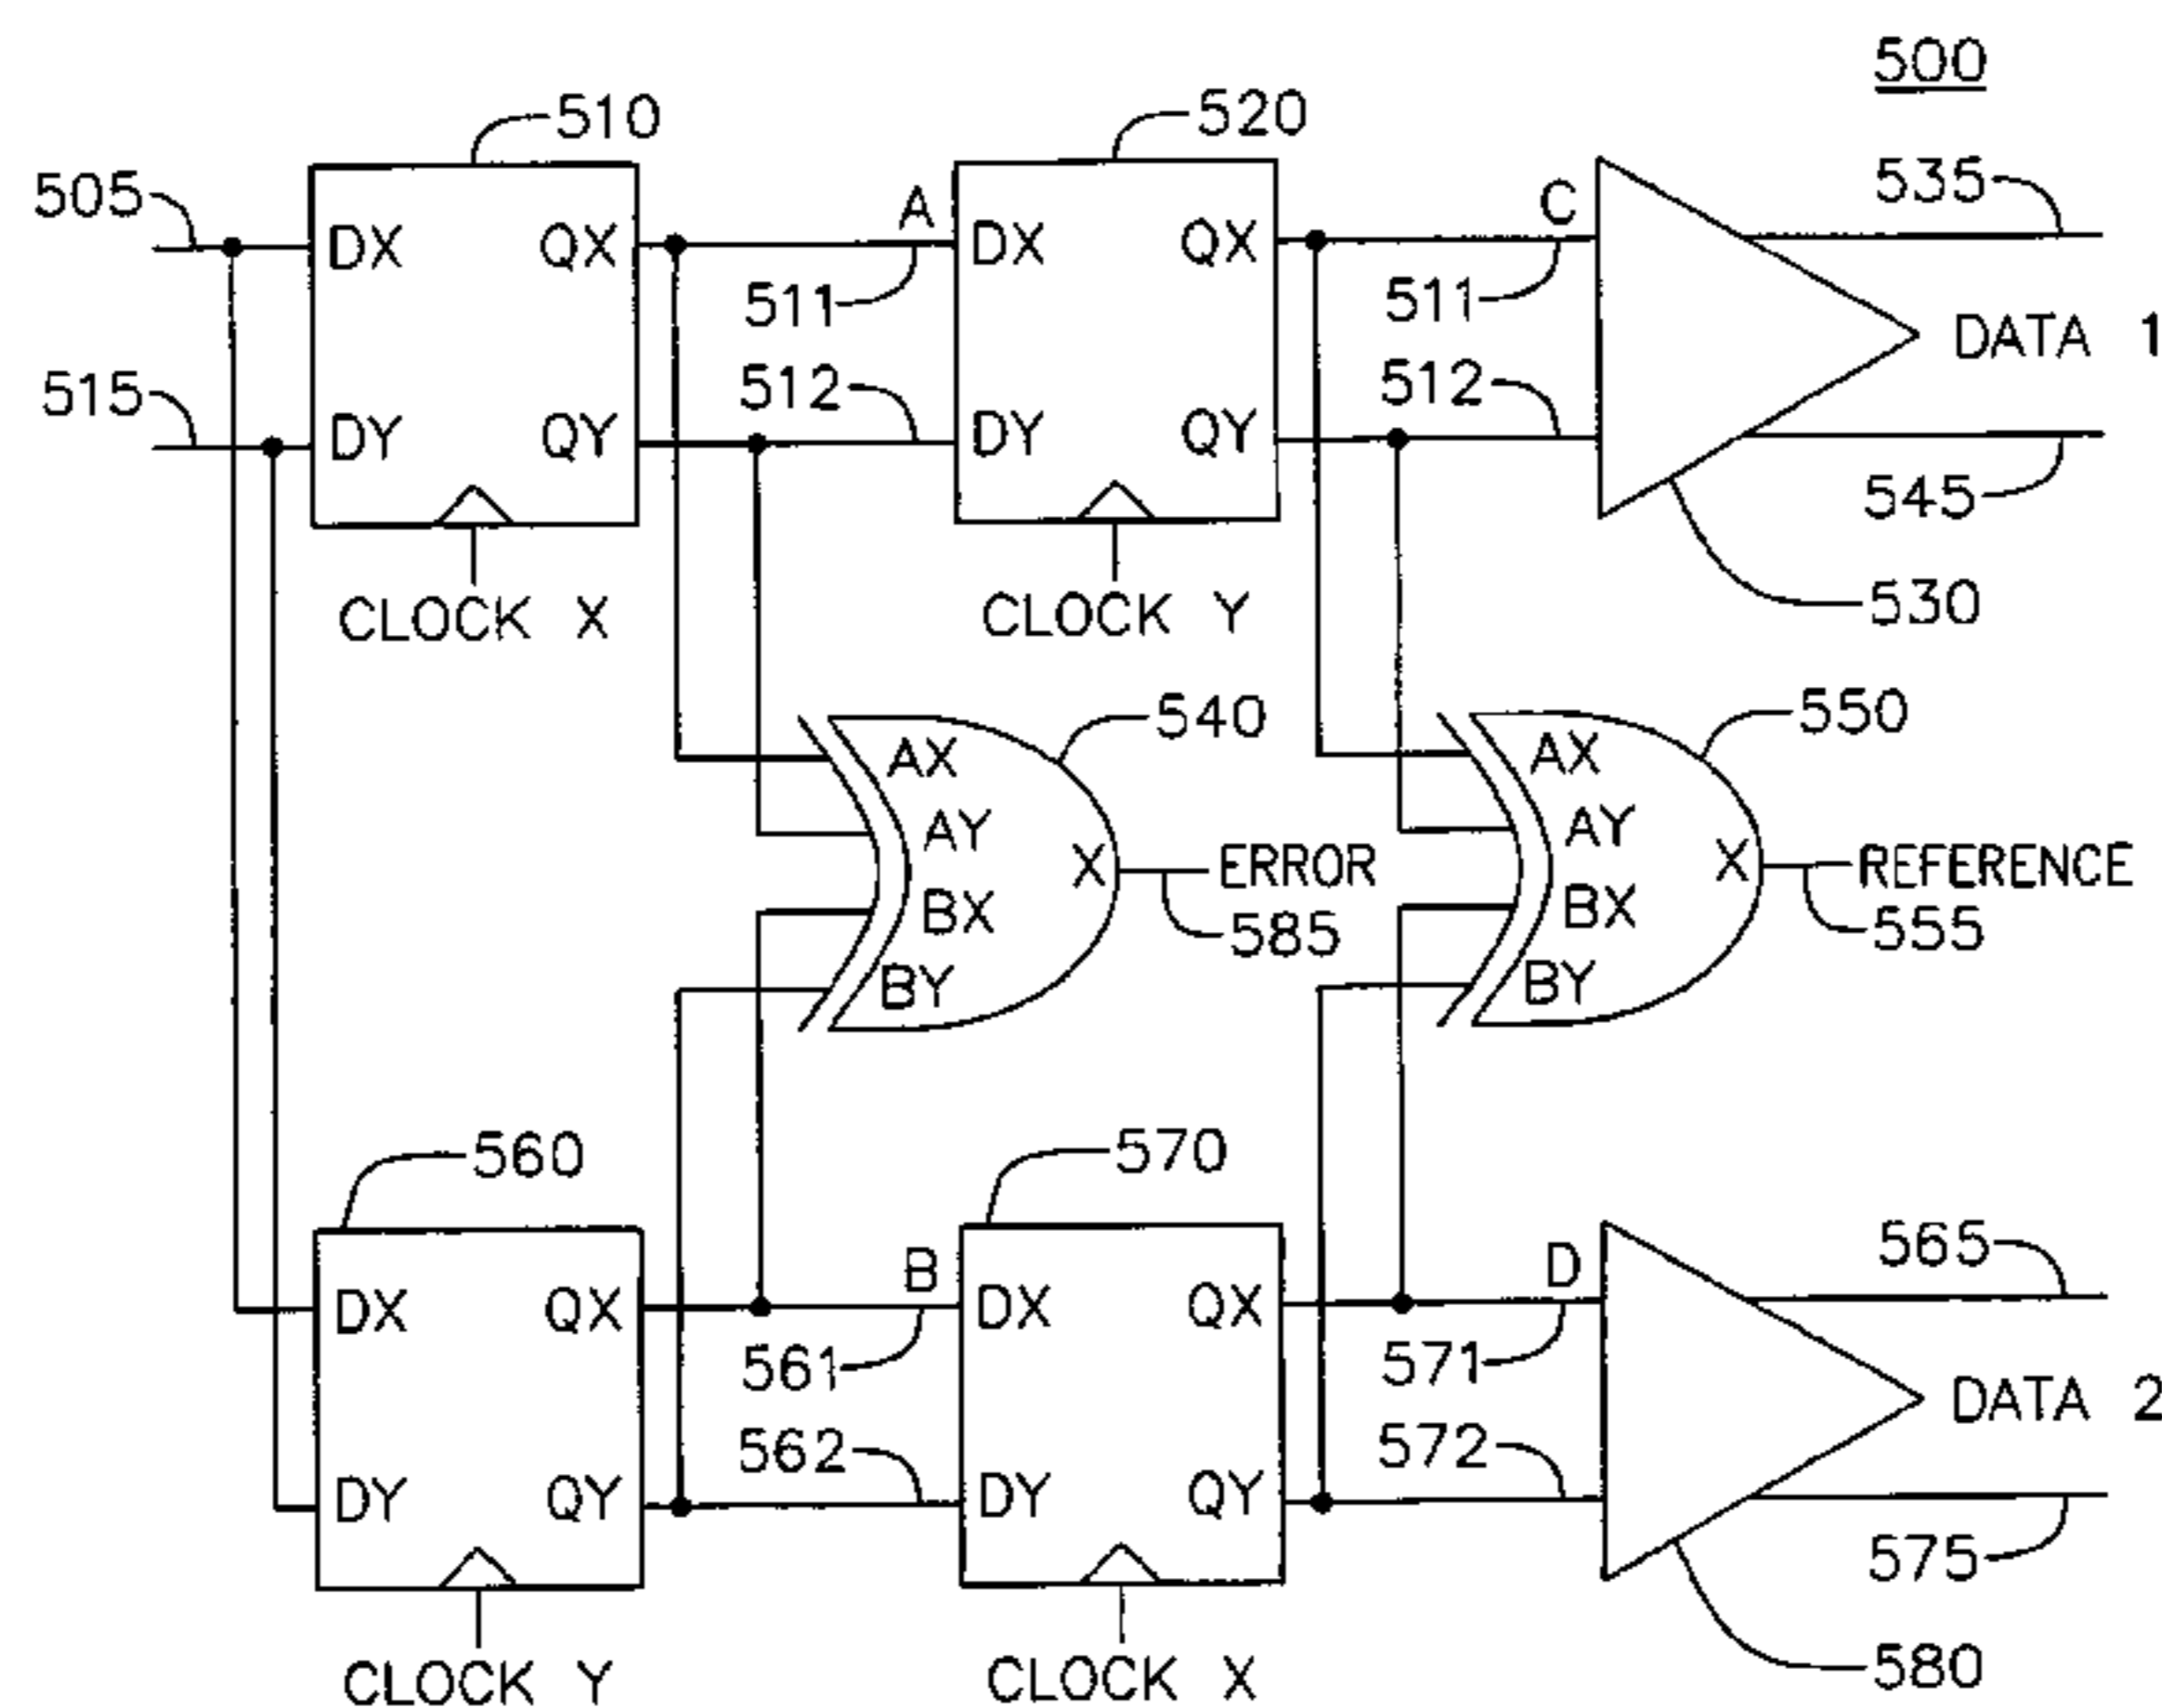 500
510
520
505
535
A
C
DX
QX
DX
QX
511
511
DATA 1
515
512
512
DY
QY
DY
QY
545
CLOCK X
CLOCK Y
530
540
550
AX
AX
AY
AY
X
ERROR
X
REFERENCE
BX
BX
585
555
BY
BY
560
570
565
B
D
DX
QX
DX
QX
561
571
DATA 2
562
572
DY
QY
DY
QY
575
CLOCK Y
CLOCK X
580